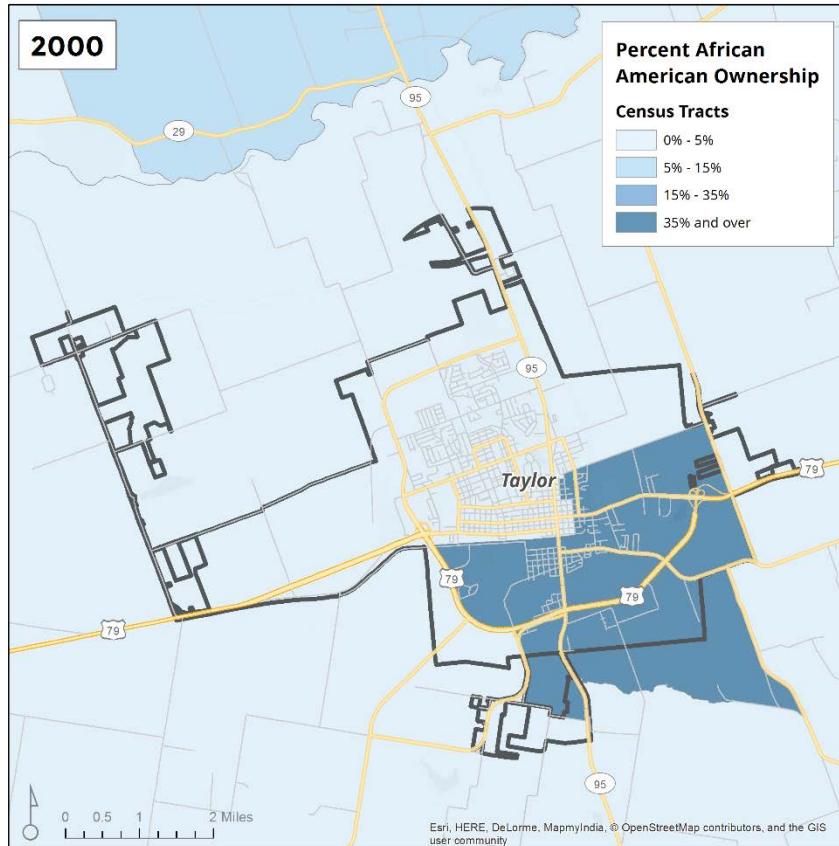 2000
Percent African
American Ownership
Census Tracts
0% - 5%
5% - 15%
15% - 35%
35% and over
95
29
95
Taylor
79
79
79
79
95
0 0.5 1 2 Miles
Esri, HERE, DeLorme, MapmyIndia, © OpenStreetMap contributors, and the GIS
user community